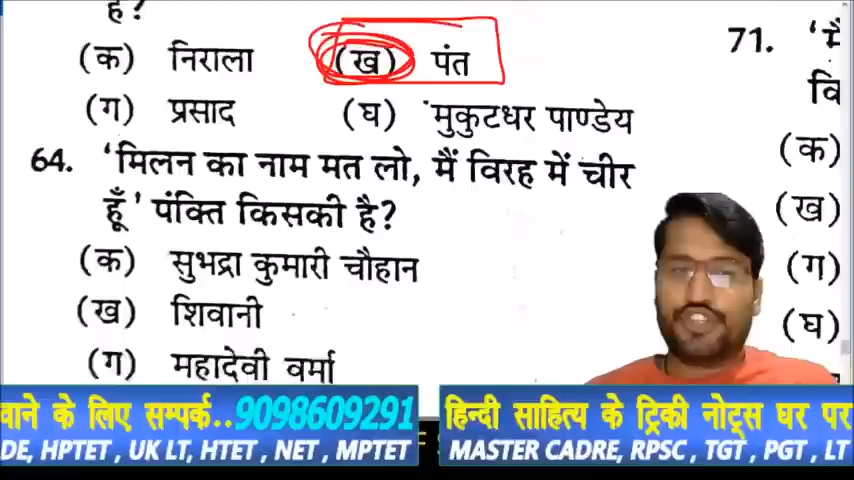 है?
(क) निराला (ख) पंत
(ग) प्रसाद (घ) मुकुटधर पाण्डेय
64. ‘मिलन का नाम मत लो, मैं विरह में चीर
हूँ’ पंक्ति किसकी है?
(क) सुभद्रा कुमारी चौहान
(ख) शिवानी
(ग) महादेवी वर्मा
71. ‘मैं
वि
(क)
(ख)
(ग)
(घ)
वाने के लिए सम्पर्क..9098609291
DE, HPTET , UK LT, HTET , NET , MPTET
हिन्दी साहित्य के ट्रिकी नोट्स घर पर
MASTER CADRE, RPSC , TGT , PGT , LT